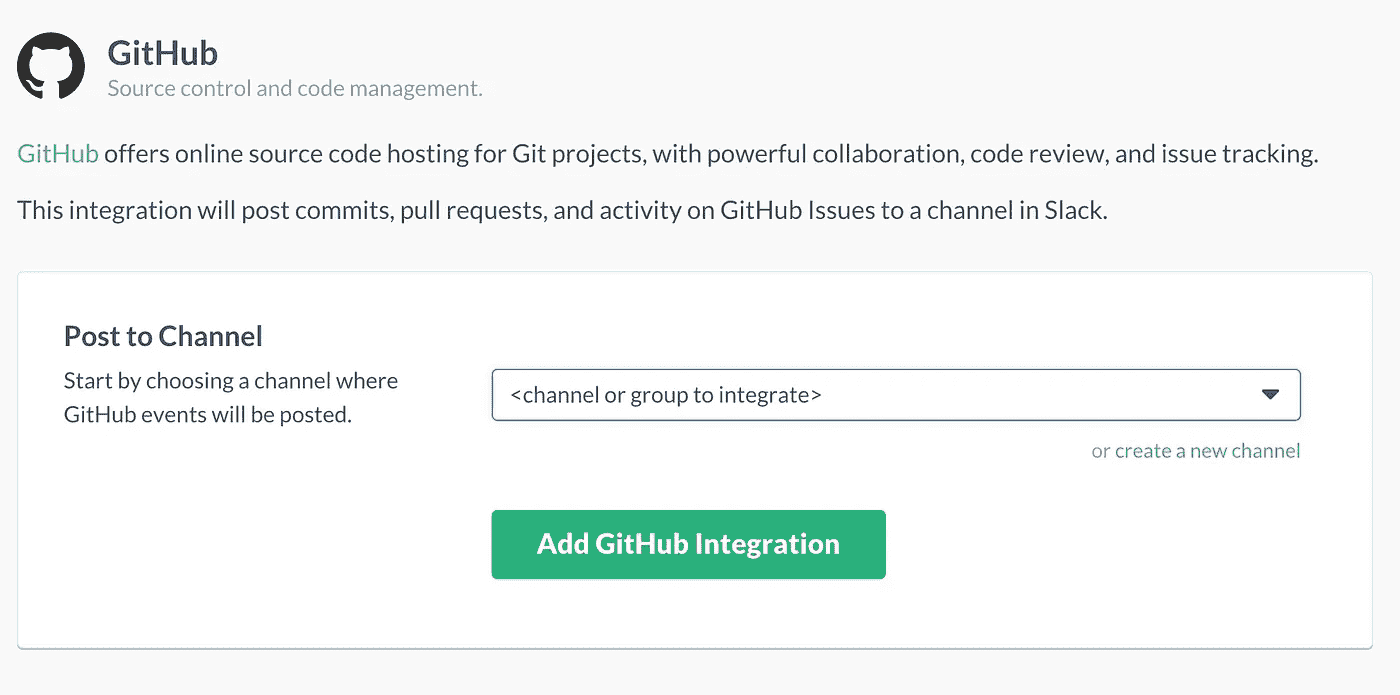 GitHub
Source control and code management.
GitHub offers online source code hosting for Git projects, with powerful collaboration, code review, and issue tracking.
This integration will post commits, pull requests, and activity on GitHub Issues to a channel in Slack.
Post to Channel
Start by choosing a channel where
GitHub events will be posted.
<channel or group to integrate>
or create a new channel
Add GitHub Integration